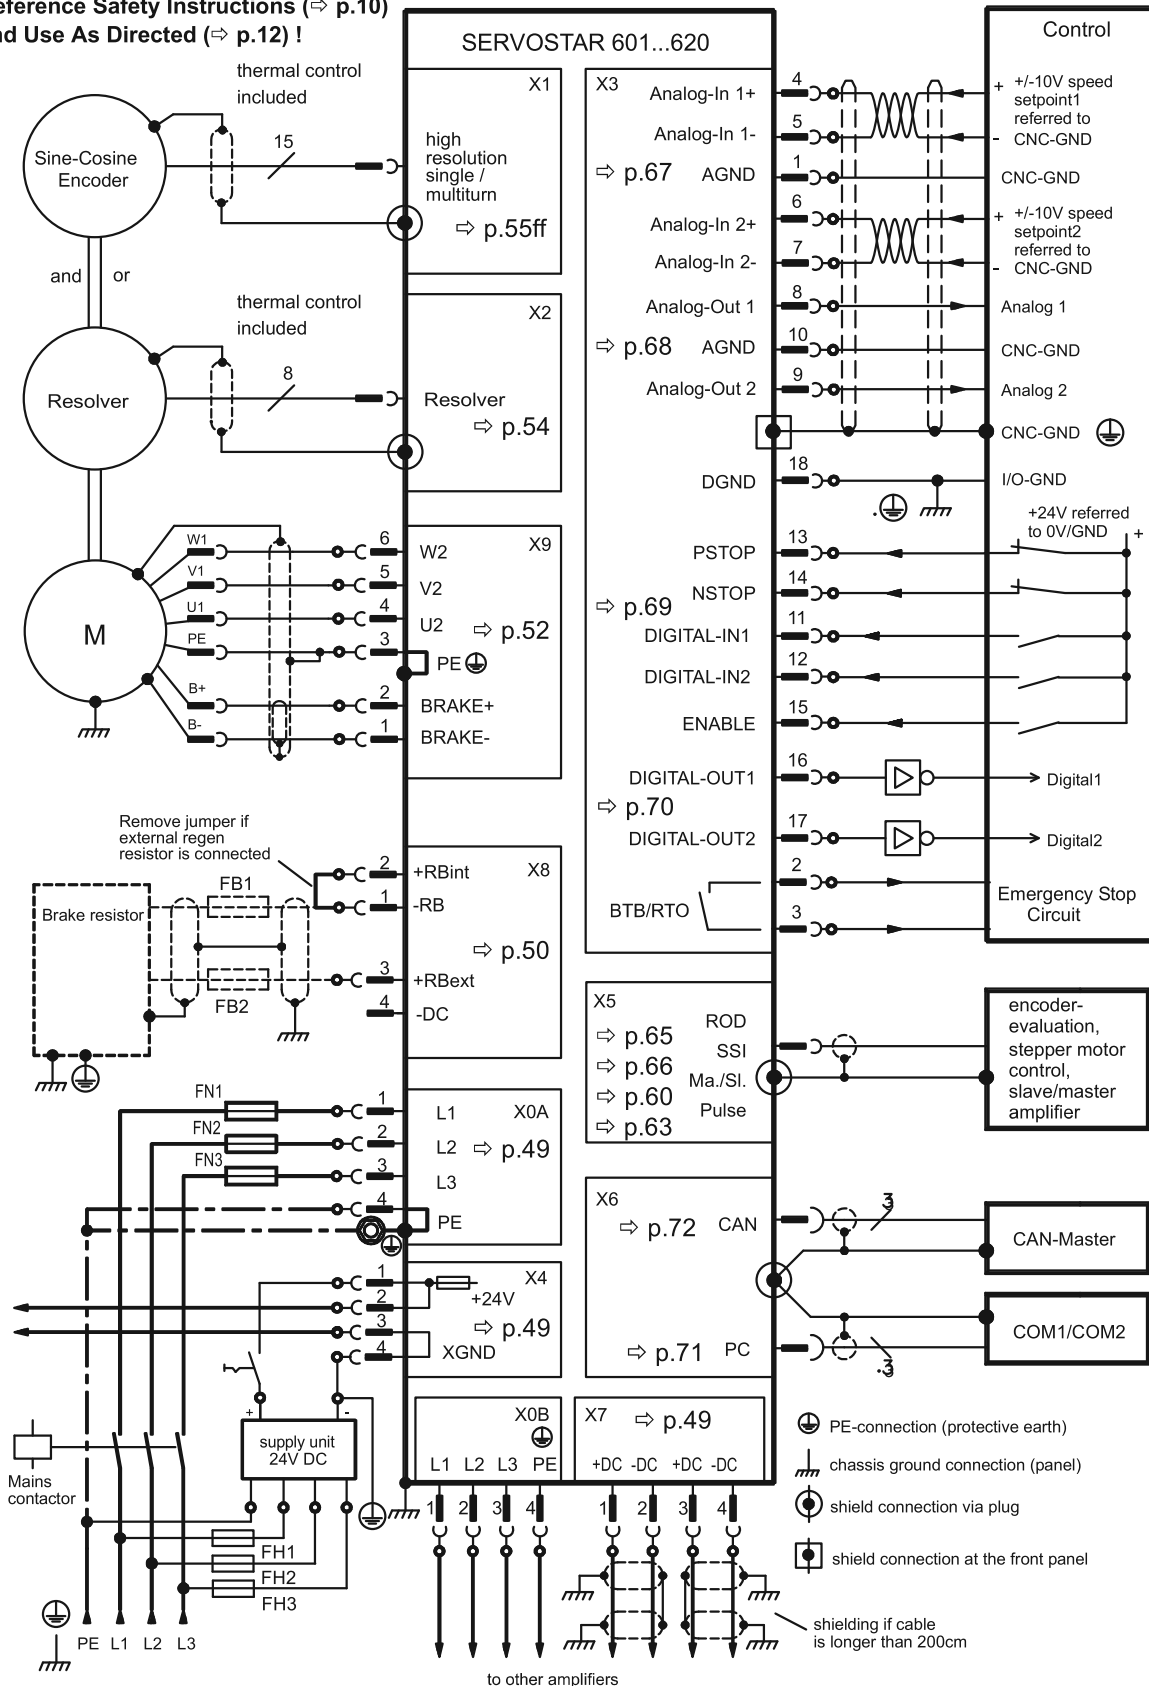 eference Safety Instructions (⇨ p.10)
nd Use As Directed (⇨ p.12) !
SERVOSTAR 601...620
Control
thermal control
included
Sine-Cosine
Encoder
15
X1
high
resolution
single /
multiturn
⇨ p.55ff
and
or
thermal control
included
Resolver
8
X2
Resolver
⇨ p.54
M
W1
V1
U1
PE
B+
B-
6
5
4
3
2
1
X9
W2
V2
U2
⇨ p.52
PE
BRAKE+
BRAKE-
Remove jumper if
external regen
resistor is connected
Brake resistor
FB1
FB2
2
1
3
4
X8
+RBint
-RB
⇨ p.50
+RBext
-DC
FN1
FN2
FN3
1
2
3
4
X0A
L1
L2
⇨ p.49
L3
PE
1
2
3
4
X4
+24V
⇨ p.49
XGND
+
-
supply unit
24V DC
Mains
contactor
FH1
FH2
FH3
PE
L1
L2
L3
X0B
L1
L2
L3
PE
1
2
3
4
X7
⇨ p.49
+DC
-DC
+DC
-DC
1
2
3
4
to other amplifiers
shielding if cable
is longer than 200cm
X3
Analog-In 1+
4
Analog-In 1-
5
⇨ p.67
AGND
1
Analog-In 2+
6
Analog-In 2-
7
Analog-Out 1
8
⇨ p.68
AGND
10
Analog-Out 2
9
DGND
18
PSTOP
13
NSTOP
14
⇨ p.69
DIGITAL-IN1
11
DIGITAL-IN2
12
ENABLE
15
DIGITAL-OUT1
16
⇨ p.70
DIGITAL-OUT2
17
BTB/RTO
2
3
+
+/-10V speed
setpoint1
referred to
-
CNC-GND
CNC-GND
+
+/-10V speed
setpoint2
referred to
-
CNC-GND
Analog 1
CNC-GND
Analog 2
CNC-GND
I/O-GND
+24V referred
to 0V/GND
+
Digital1
Digital2
Emergency Stop
Circuit
X5
⇨ p.65
ROD
⇨ p.66
SSI
⇨ p.60
Ma./Sl.
⇨ p.63
Pulse
encoder-
evaluation,
stepper motor
control,
slave/master
amplifier
X6
⇨ p.72
CAN
3
CAN-Master
⇨ p.71
PC
3
COM1/COM2
PE-connection (protective earth)
chassis ground connection (panel)
shield connection via plug
shield connection at the front panel